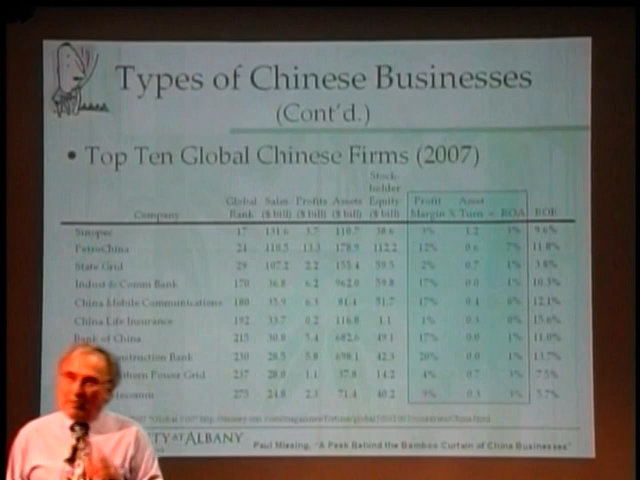 Types of Chinese Businesses
(Cont'd.)
• Top Ten Global Chinese Firms (2007)
Stock-
holder
Global Sales Profits Assets Equity Profit Asset
Company Rank ($ bill) ($ bill) ($ bill) ($ bill) Margin Turn = ROA ROE
Sinopec 17 131.6 3.7 110.7 38.6 3% 1.2 3% 9.6%
PetroChina 24 110.5 13.3 178.9 112.2 12% 0.6 7% 11.8%
State Grid 29 107.2 2.2 155.4 59.5 2% 0.7 1% 3.8%
Indust & Comm Bank 170 36.8 6.2 962.0 59.8 17% 0.0 1% 10.3%
China Mobile Communications 180 35.9 6.3 81.4 51.7 17% 0.4 12.1%
China Life Insurance 192 33.7 0.2 116.8 1.1 1% 0.3 0% 15.6%
Bank of China 215 30.8 5.4 682.6 49.1 17% 0.0 1% 11.0%
onstruction Bank 230 28.5 5.8 698.1 42.3 20% 0.0 1% 13.7%
thern Power Grid 237 28.0 1.1 14.2 4% 0.7 3% 7.5%
elecomm 275 24.8 2.3 71.4 40.2 0.3 5.7%
TY AT ALBANY Paul Miesing, "A Peek Behind the Bamboo Curtain of China Businesses"